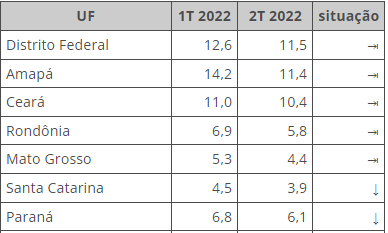 UF 1T 2022 2T 2022 situação
Distrito Federal 12,6 11,5 ⇥
Amapá 14,2 11,4 ⇥
Ceará 11,0 10,4 ⇥
Rondônia 6,9 5,8 ⇥
Mato Grosso 5,3 4,4 ⇥
Santa Catarina 4,5 3,9 ↓
Paraná 6,8 6,1 ↓